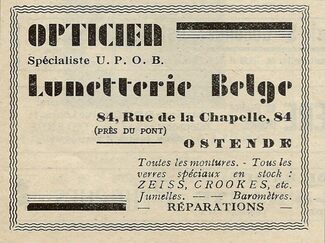 OPTICIEN
Spécialiste U. P. O. B.
Lunetterie Belge
84, Rue de la Chapelle, 84
(PRÈS DU PONT)
OSTENDE
Toutes les montures. - Tous les
verres spéciaux en stock :
ZEISS, CROOKES, etc.
Jumelles. — — Baromètres.
RÉPARATIONS